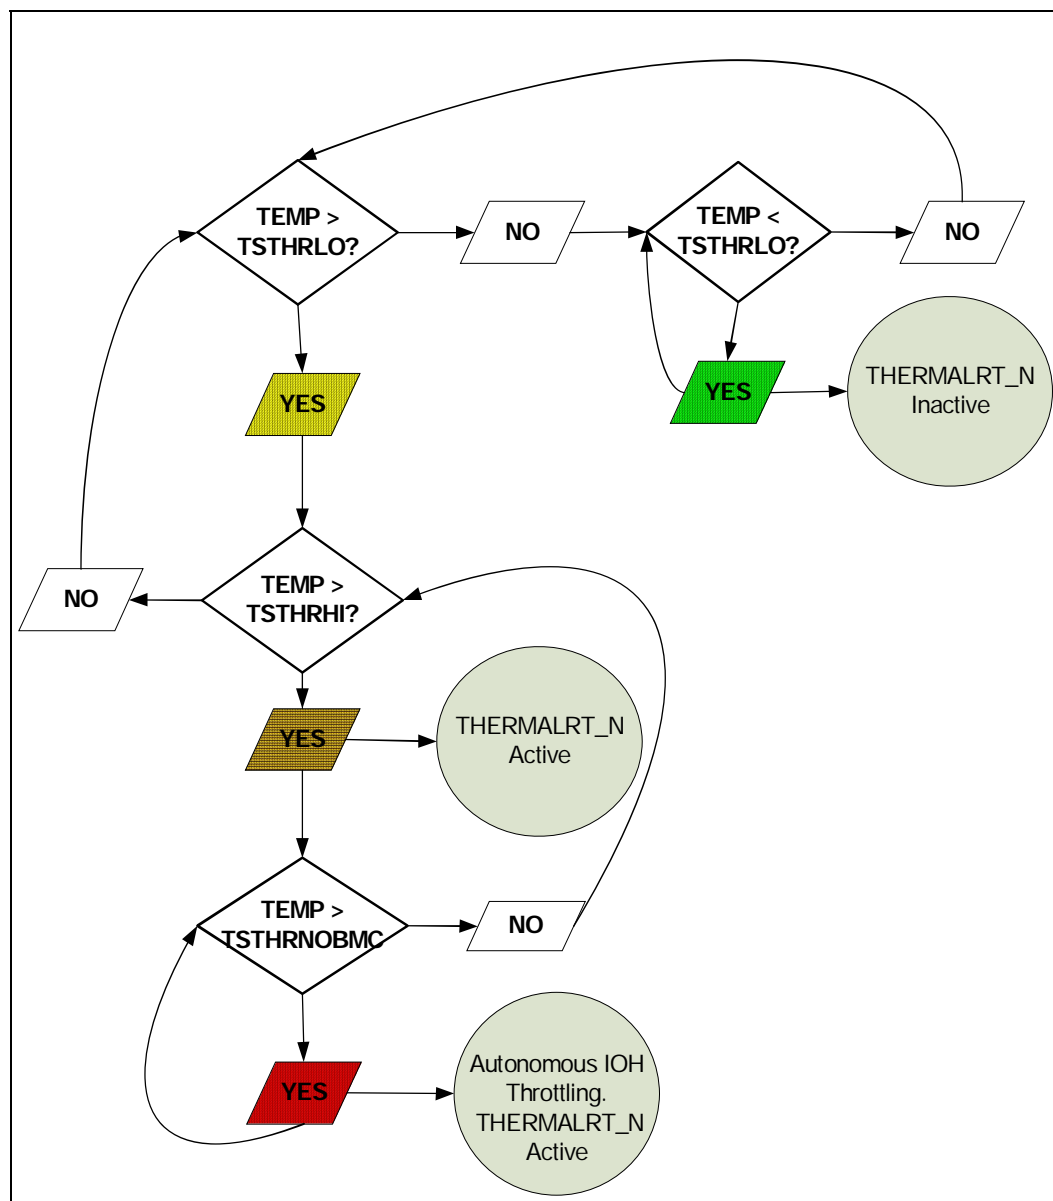 TEMP >
TSTHRLO?
NO
TEMP <
TSTHRLO?
NO
YES
YES
THERMALRT_N
Inactive
NO
TEMP >
TSTHRHI?
YES
THERMALRT_N
Active
TEMP >
TSTHRNOBMC
NO
YES
Autonomous IOH
Throttling.
THERMALRT_N
Active